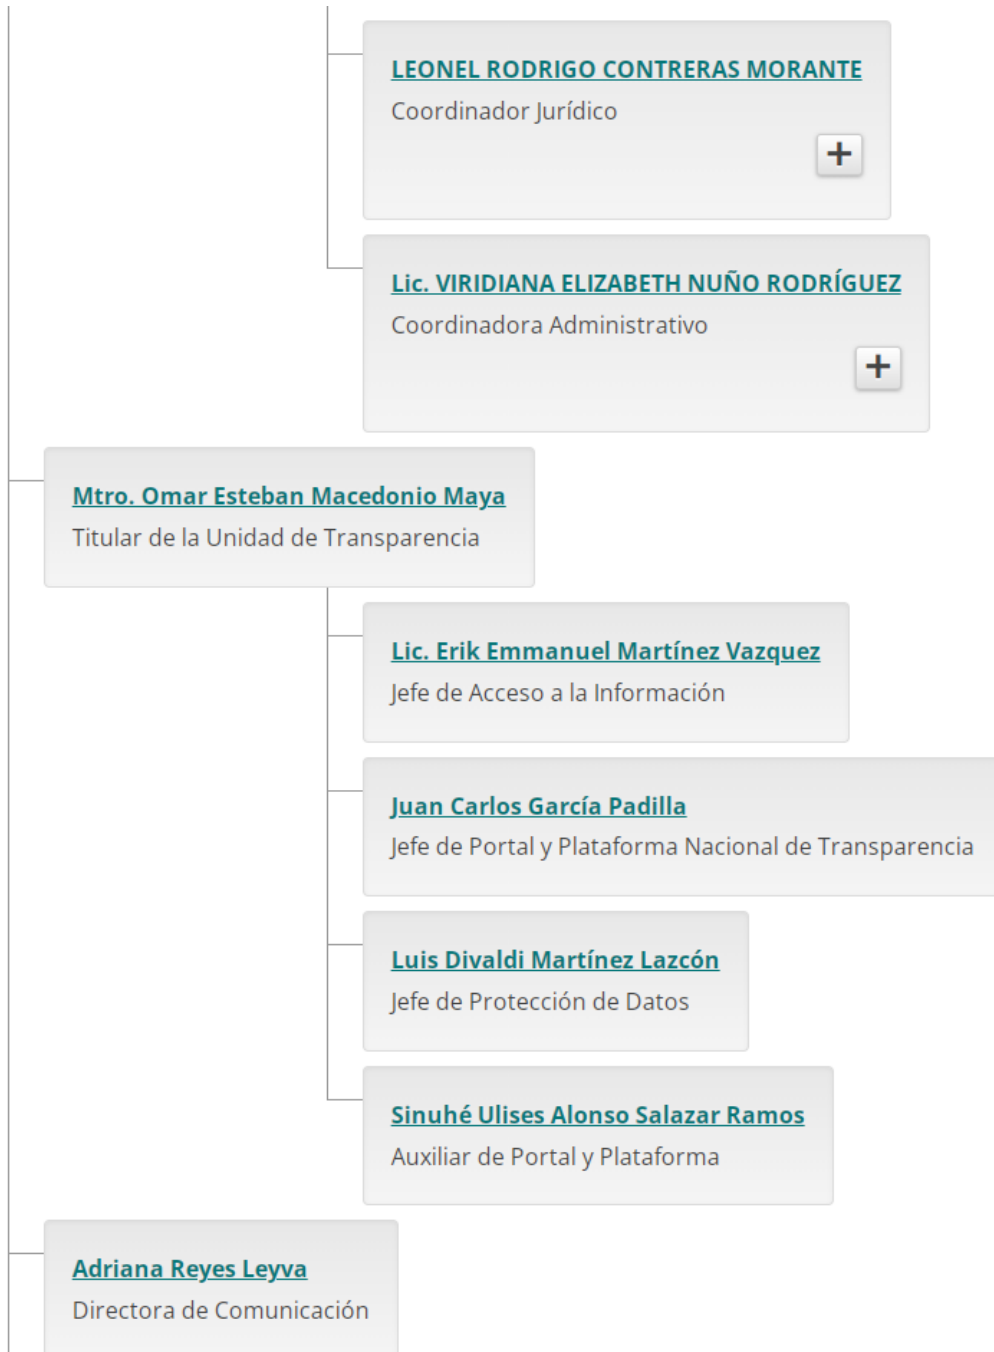 LEONEL RODRIGO CONTRERAS MORANTE
Coordinador Jurídico
+
Lic. VIRIDIANA ELIZABETH NUÑO RODRÍGUEZ
Coordinadora Administrativo
+
Mtro. Omar Esteban Macedonio Maya
Titular de la Unidad de Transparencia
Lic. Erik Emmanuel Martínez Vazquez
Jefe de Acceso a la Información
Juan Carlos García Padilla
Jefe de Portal y Plataforma Nacional de Transparencia
Luis Divaldi Martínez Lazcón
Jefe de Protección de Datos
Sinuhé Ulises Alonso Salazar Ramos
Auxiliar de Portal y Plataforma
Adriana Reyes Leyva
Directora de Comunicación